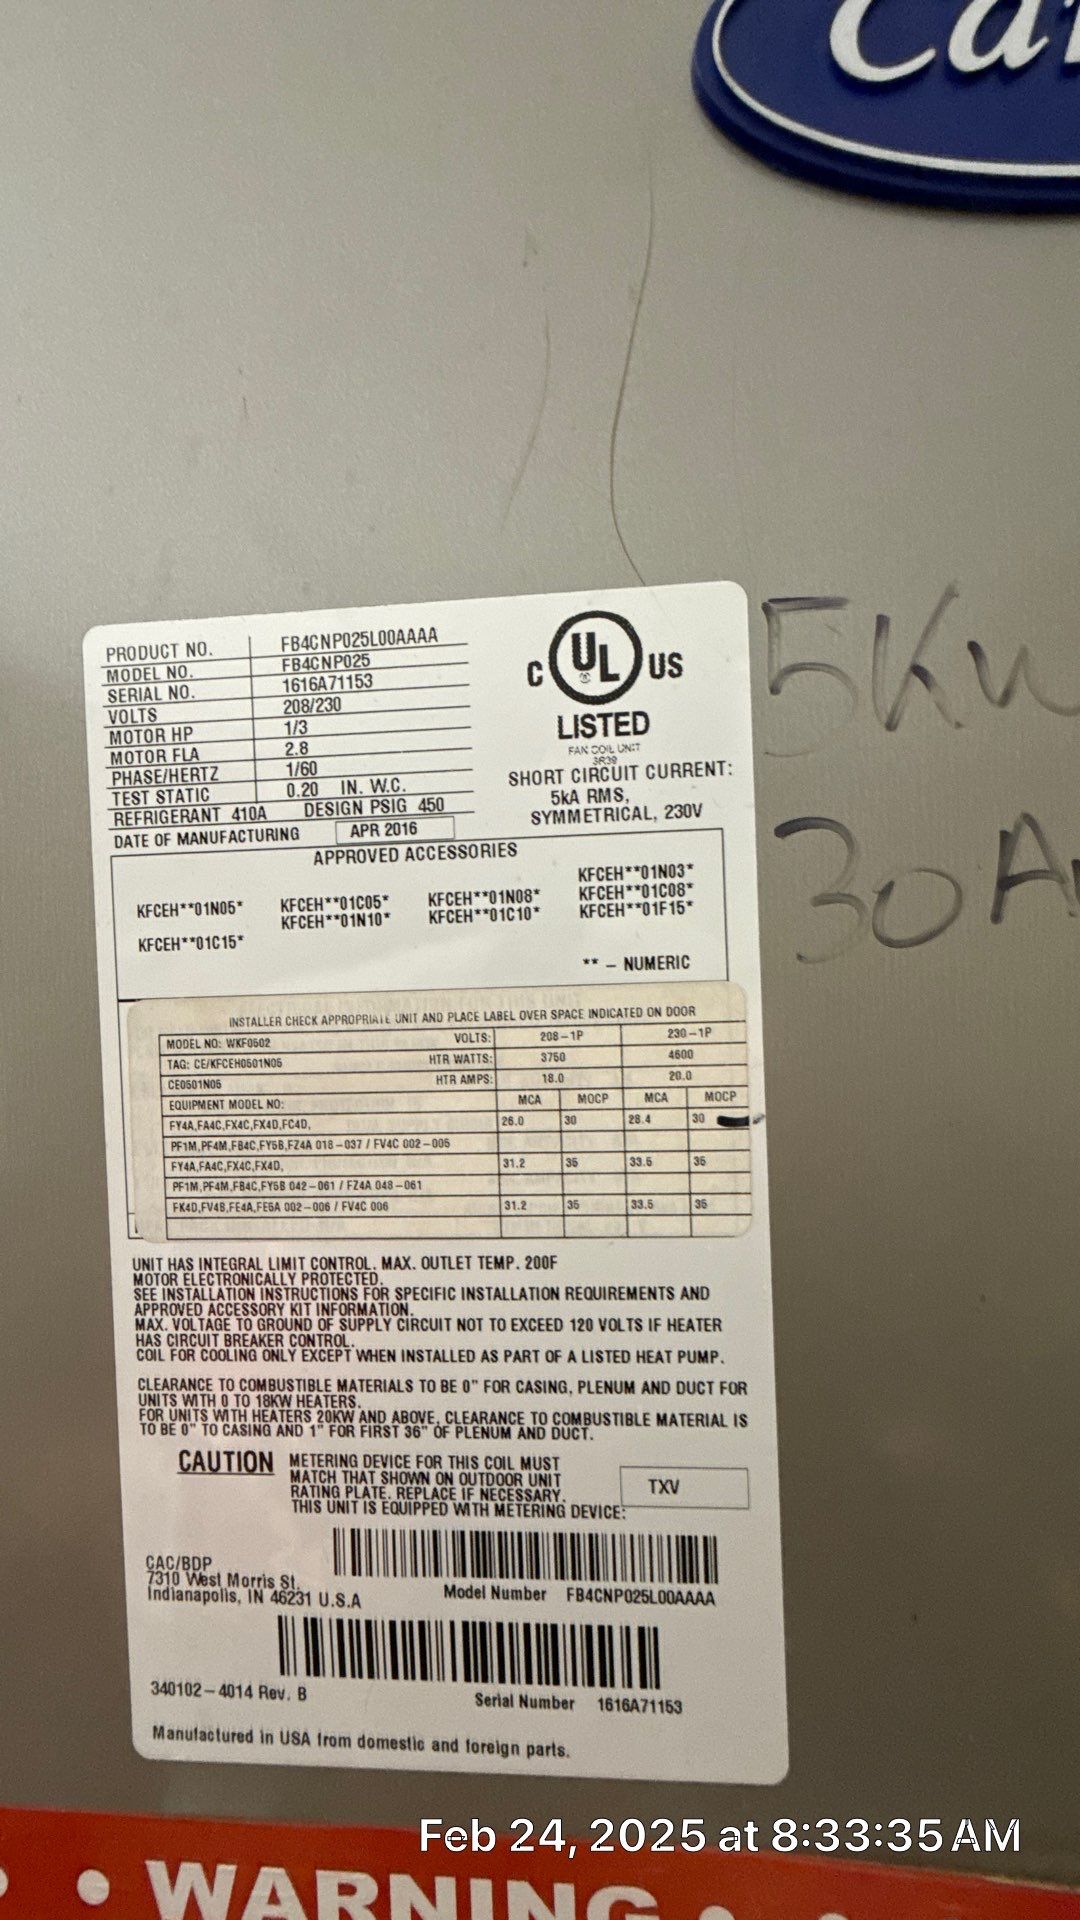 Ca
PRODUCT NO. FB4CNP025L00AAAA
MODEL NO. FB4CNP025
SERIAL NO. 1616A71153
VOLTS 208/230
MOTOR HP 1/3
MOTOR FLA 2.8
PHASE/HERTZ 1/60
TEST STATIC 0.20 IN. W.C.
REFRIGERANT 410A DESIGN PSIG 450
DATE OF MANUFACTURING APR 2016
C UL US
LISTED
FAN COIL UNIT
3R39
SHORT CIRCUIT CURRENT:
5kA RMS,
SYMMETRICAL, 230V
5KW
30A
APPROVED ACCESSORIES
KFCEH**01N03*
KFCEH**01N05* KFCEH**01C05* KFCEH**01N08* KFCEH**01C08*
KFCEH**01N10* KFCEH**01C10* KFCEH**01F15*
KFCEH**01C15*
** – NUMERIC
INSTALLER CHECK APPROPRIATE UNIT AND PLACE LABEL OVER SPACE INDICATED ON DOOR
MODEL NO: WKF0502 VOLTS: 208-1P 230-1P
TAG: CE/KFCEH0501N05 HTR WATTS: 3750 4600
CE0501N05 HTR AMPS: 18.0 20.0
EQUIPMENT MODEL NO: MCA MOCP MCA MOCP
FY4A,FA4C,FX4C,FX4D,FC4D, 26.0 30 28.4 30
PF1M,PF4M,FB4C,FY5B,FZ4A 018-037 / FV4C 002-005
FY4A,FA4C,FX4C,FX4D, 31.2 35 33.5 35
PF1M,PF4M,FB4C,FY5B 042-061 / FZ4A 048-061
FK4D,FV4B,FE4A,FE5A 002-006 / FV4C 006 31.2 35 33.5 35
UNIT HAS INTEGRAL LIMIT CONTROL. MAX. OUTLET TEMP. 200F
MOTOR ELECTRONICALLY PROTECTED.
SEE INSTALLATION INSTRUCTIONS FOR SPECIFIC INSTALLATION REQUIREMENTS AND
APPROVED ACCESSORY KIT INFORMATION.
MAX. VOLTAGE TO GROUND OF SUPPLY CIRCUIT NOT TO EXCEED 120 VOLTS IF HEATER
HAS CIRCUIT BREAKER CONTROL.
COIL FOR COOLING ONLY EXCEPT WHEN INSTALLED AS PART OF A LISTED HEAT PUMP.
CLEARANCE TO COMBUSTIBLE MATERIALS TO BE 0" FOR CASING, PLENUM AND DUCT FOR
UNITS WITH 0 TO 18KW HEATERS.
FOR UNITS WITH HEATERS 20KW AND ABOVE, CLEARANCE TO COMBUSTIBLE MATERIAL IS
TO BE 0" TO CASING AND 1" FOR FIRST 36" OF PLENUM AND DUCT.
CAUTION METERING DEVICE FOR THIS COIL MUST
MATCH THAT SHOWN ON OUTDOOR UNIT
RATING PLATE. REPLACE IF NECESSARY.
THIS UNIT IS EQUIPPED WITH METERING DEVICE: TXV
CAC/BDP
7310 West Morris St.
Indianapolis, IN 46231 U.S.A
Model Number FB4CNP025L00AAAA
340102-4014 Rev. B
Serial Number 1616A71153
Manufactured in USA from domestic and foreign parts.
Feb 24, 2025 at 8:33:35 AM
• • WARNING •